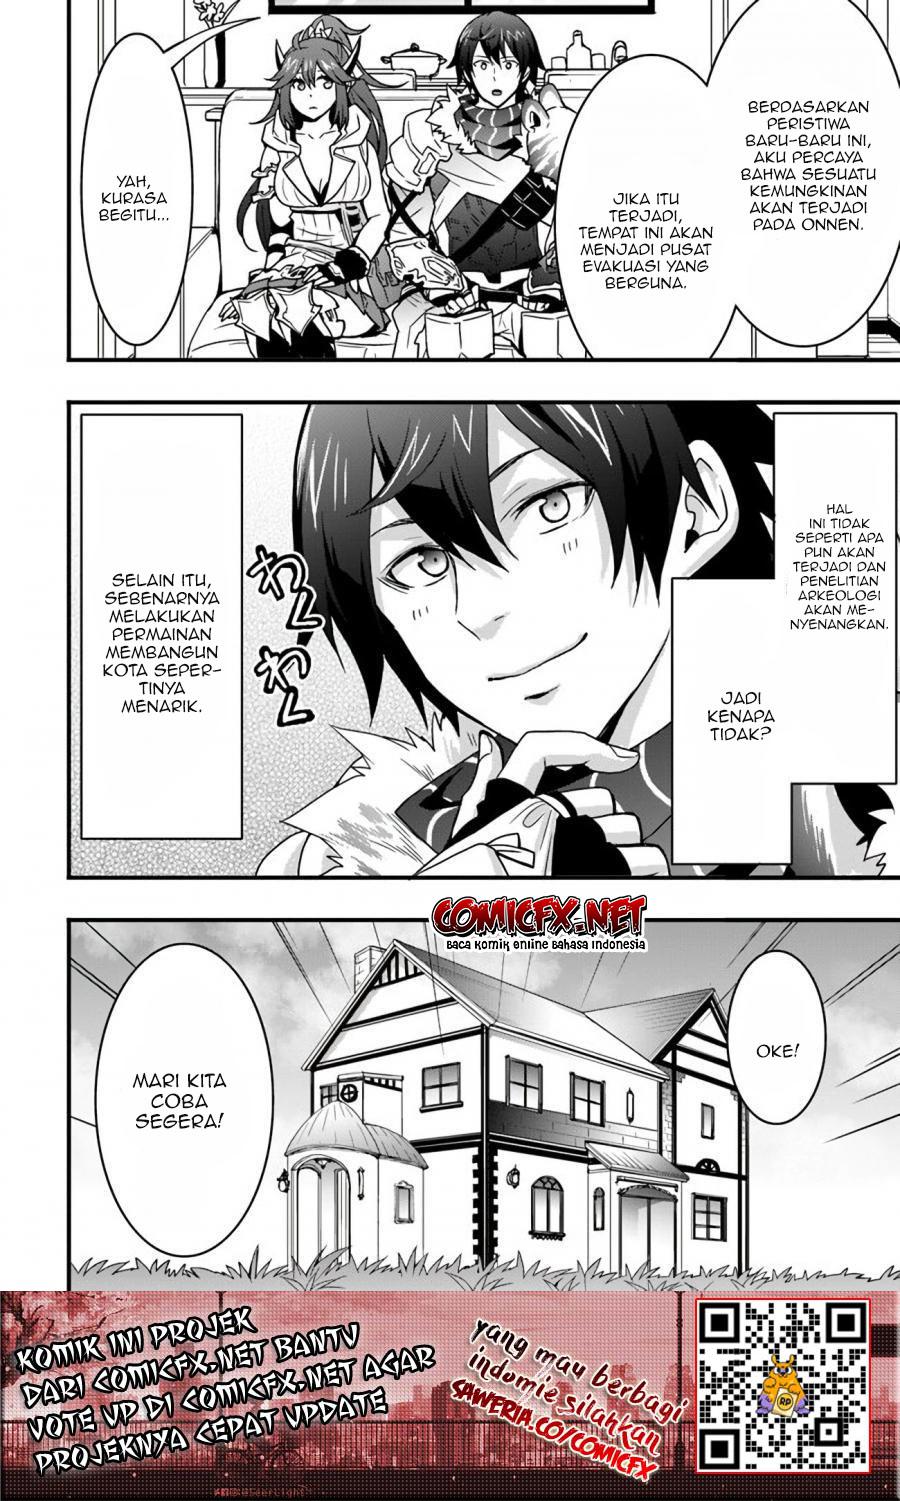 BERDASARKAN
PERISTIWA
BARU-BARU INI,
AKU PERCAYA
BAHWA SESUATU
KEMUNGKINAN
AKAN TERJADI
PADA ONNEN.
JIKA ITU
TERJADI,
TEMPAT INI AKAN
MENJADI PUSAT
EVAKUASI YANG
BERGUNA.
YAH,
KURASA
BEGITU...
HAL
INI TIDAK
SEPERTI APA
PUN AKAN
TERJADI DAN
PENELITIAN
ARKEOLOGI
AKAN ME-
NYENANGKAN.
JADI
KENAPA
TIDAK?
わく
わく
SELAIN ITU,
SEBENARNYA
MELAKUKAN
PERMAINAN
MEMBANGUN
KOTA SEPER-
TINYA
MENARIK.
COMICFX.NET
Baca komik online Bahasa Indonesia
OKE!
MARI KITA
COBA
SEGERA!
KOMIK INI PROJEK
DARI COMICFX.NET BANTU
VOTE UP DI COMICFX.NET AGAR
PROJEKNYA CEPAT UPDATE
yang mau berbagi
indomie silahkan
SAWERIA.CO/COMICFX
RP
@SeerLight